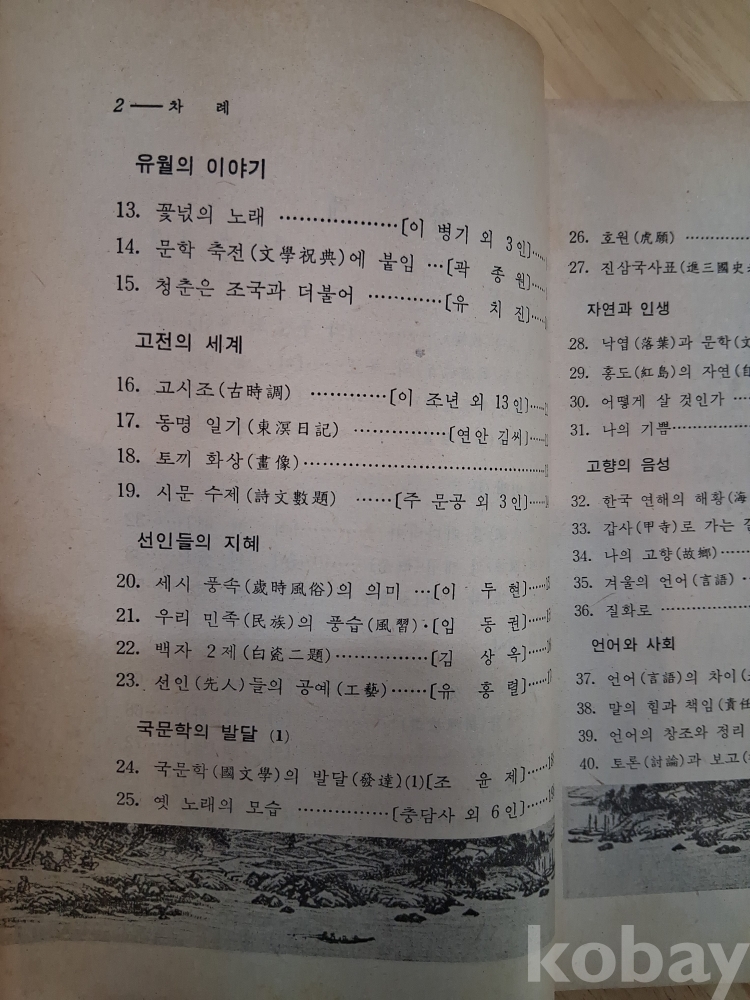 2 — 차 례
유월의 이야기
13. 꽃넋의 노래 ………………〔이 병기 외 3인〕……
14. 문학 축전(文學祝典)에 붙임 …〔곽 종 원〕……
15. 청춘은 조국과 더불어 …………〔유 치 진〕……
고전의 세계
16. 고시조(古時調) …………〔이 조년 외 13인〕……
17. 동명 일기(東溟日記) ……………〔연안 김씨〕……
18. 토끼 화상(畫像)………………………………
19. 시문 수제(詩文數題) ……〔주 문공 외 3인〕……
선인들의 지혜
20. 세시 풍속(歲時風俗)의 의미 …〔이 두 현〕……
21. 우리 민족(民族)의 풍습(風習)·〔임 동 권〕……
22. 백자 2제(白瓷二題)……………〔김 상 옥〕……
23. 선인(先人)들의 공예(工藝)……〔유 홍 렬〕……
국문학의 발달 (1)
24. 국문학(國文學)의 발달(發達)(1)〔조 윤 제〕……
25. 옛 노래의 모습 ……………〔충담사 외 6인〕……
26. 호원(虎願) ………
27. 진삼국사표(進三國史
자연과 인생
28. 낙엽(落葉)과 문학(
29. 홍도(紅島)의 자연(
30. 어떻게 살 것인가 …
31. 나의 기쁨………
고향의 음성
32. 한국 연해의 해황(海
33. 갑사(甲寺)로 가는
34. 나의 고향(故鄕)……
35. 겨울의 언어(言語) …
36. 질화로 …………
언어와 사회
37. 언어(言語)의 차이(
38. 말의 힘과 책임(責任
39. 언어의 창조와 정리
40. 토론(討論)과 보고(
kobay